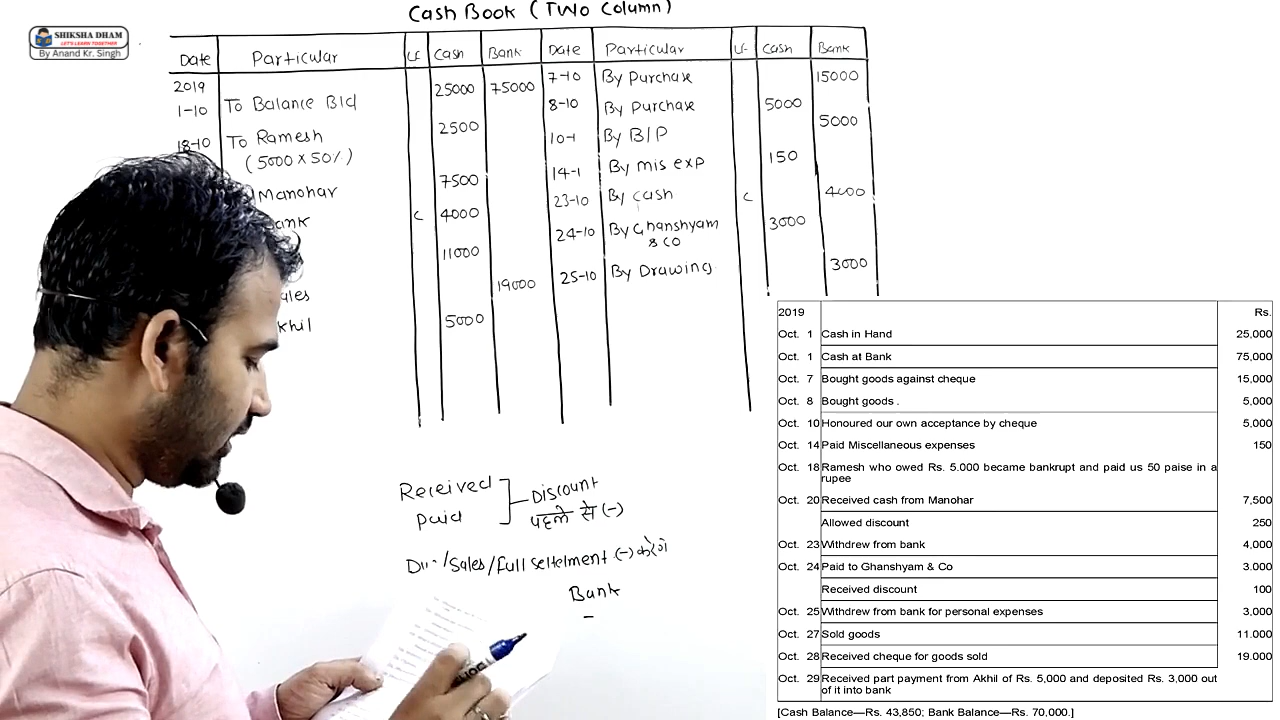 Cash Book (Two Column)
SHIKSHA DHAM
LET'S LEARN TOGETHER
By Anand Kr. Singh
Date Particular LF Cash Bank Date Particular LF Cash Bank
2019 25000 75000 7-10 By Purchase 15000
1-10 To Balance B/d 8-10 By Purchase 5000
18-10 To Ramesh 2500 10-1 By B/P 5000
(5000 X 50%) 14-1 By mis exp 150
Manohar 7500 23-10 By Cash C 4000
C 4000 24-10 By Ghanshyam & Co 3000
11000 25-10 By Drawing. 3000
19000
5000
Received
Paid
Discount
पहले से (-)
/Sales/Full Settelment (-) करेंगे
Bank
2019 Rs.
Oct. 1 Cash in Hand 25,000
Oct. 1 Cash at Bank 75,000
Oct. 7 Bought goods against cheque 15,000
Oct. 8 Bought goods . 5,000
Oct. 10 Honoured our own acceptance by cheque 5,000
Oct. 14 Paid Miscellaneous expenses 150
Oct. 18 Ramesh who owed Rs. 5.000 became bankrupt and paid us 50 paise in a
rupee
Oct. 20 Received cash from Manohar 7,500
Allowed discount 250
Oct. 23 Withdrew from bank 4,000
Oct. 24 Paid to Ghanshyam & Co 3.000
Received discount 100
Oct. 25 Withdrew from bank for personal expenses 3,000
Oct. 27 Sold goods 11.000
Oct. 28 Received cheque for goods sold 19.000
Oct. 29 Received part payment from Akhil of Rs. 5,000 and deposited Rs. 3,000 out
of it into bank
[Cash Balance—Rs. 43,850; Bank Balance—Rs. 70,000.]